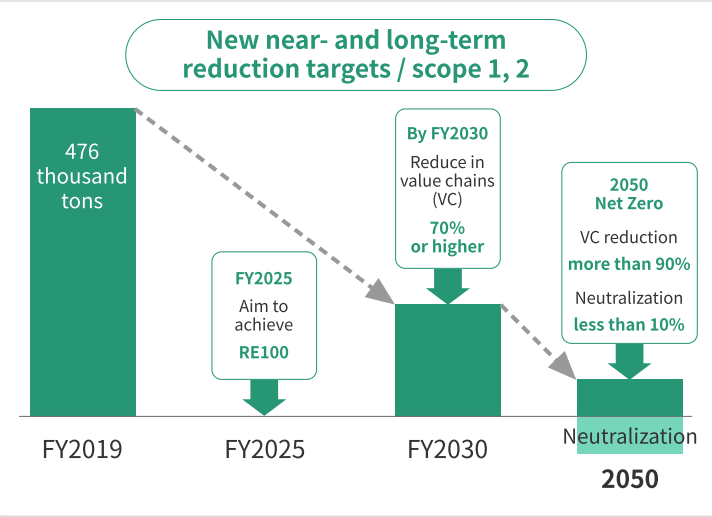 New near- and long-term
reduction targets / scope 1, 2
476
thousand
tons
FY2025
Aim to
achieve
RE100
By FY2030
Reduce in
value chains
(VC)
70%
or higher
2050
Net Zero
VC reduction
more than 90%
Neutralization
less than 10%
Neutralization
FY2019
FY2025
FY2030
2050